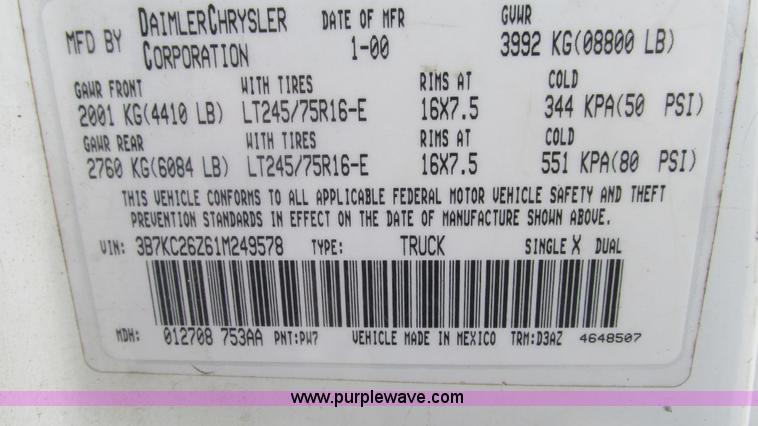 MFD BY DAIMLERCHRYSLER CORPORATION DATE OF MFR 1-00 GVWR 3992 KG(08800 LB)
GAWR FRONT WITH TIRES RIMS AT COLD
2001 KG(4410 LB) LT245/75R16-E 16X7.5 344 KPA(50 PSI)
GAWR REAR WITH TIRES RIMS AT COLD
2760 KG(6084 LB) LT245/75R16-E 16X7.5 551 KPA(80 PSI)
THIS VEHICLE CONFORMS TO ALL APPLICABLE FEDERAL MOTOR VEHICLE SAFETY AND THEFT
PREVENTION STANDARDS IN EFFECT ON THE DATE OF MANUFACTURE SHOWN ABOVE.
VIN: 3B7KC26Z61M249578 TYPE: TRUCK SINGLE X DUAL
MDH: 012708 753AA PNT:PW7 VEHICLE MADE IN MEXICO TRM:D3AZ 4648507
www.purplewave.com